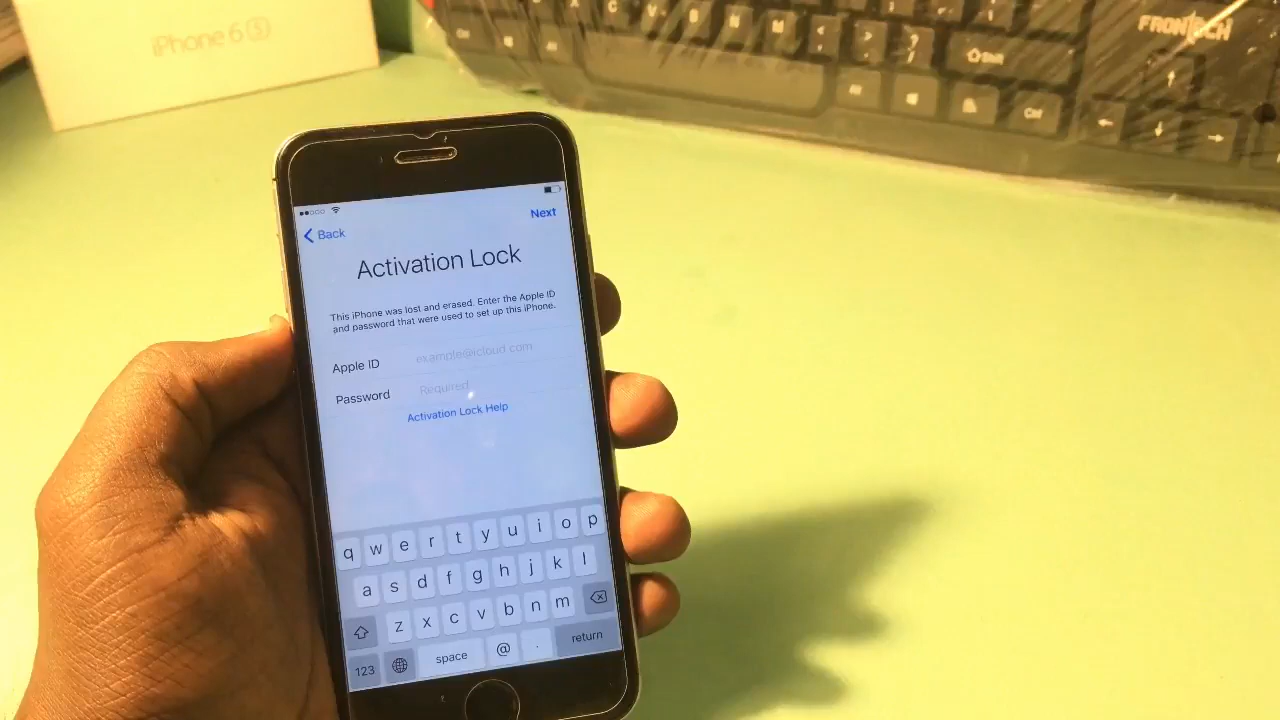 iPhone 6S
FRONTECH
Shift
Ctrl
Next
Back
Activation Lock
This iPhone was lost and erased. Enter the Apple ID
and password that were used to set up this iPhone.
Apple ID example@icloud.com
Password Required
Activation Lock Help
q w e r t y u i o p
a s d f g h j k l
z x c v b n m
123 space @ . return